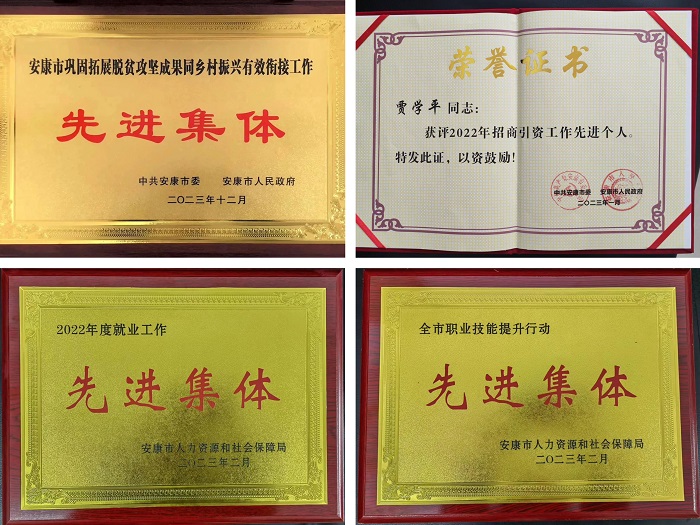 安康市巩固拓展脱贫攻坚成果同乡村振兴有效衔接工作
先进集体
中共安康市委 安康市人民政府
二〇二三年十二月
荣誉证书
贾学平 同志:
获评2022年招商引资工作先进个人。
特发此证,以资鼓励!
中共安康市委 安康市人民政府
二〇二三年一月
2022年度就业工作
先进集体
安康市人力资源和社会保障局
二〇二三年二月
全市职业技能提升行动
先进集体
安康市人力资源和社会保障局
二〇二三年二月